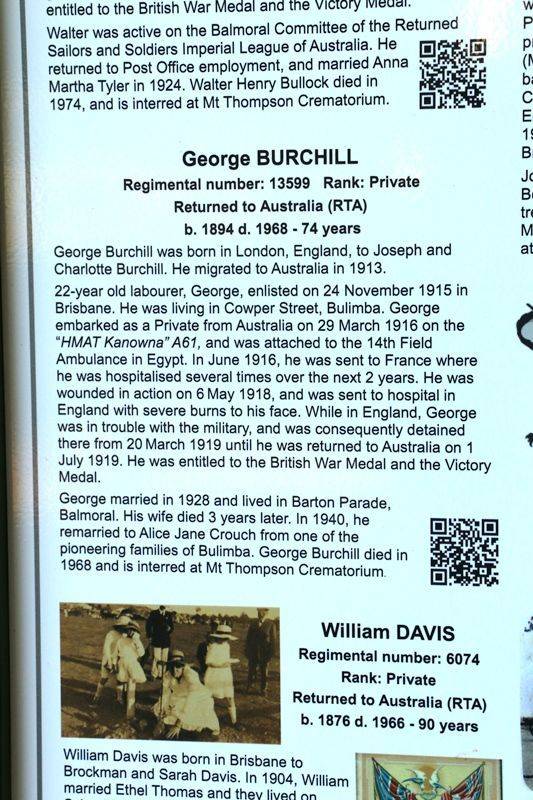 entitled to the British War Medal and the Victory Medal.
Walter was active on the Balmoral Committee of the Returned
Sailors and Soldiers Imperial League of Australia. He
returned to Post Office employment, and married Anna
Martha Tyler in 1924. Walter Henry Bullock died in
1974, and is interred at Mt Thompson Crematorium.
George BURCHILL
Regimental number: 13599 Rank: Private
Returned to Australia (RTA)
b. 1894 d. 1968 - 74 years
George Burchill was born in London, England, to Joseph and
Charlotte Burchill. He migrated to Australia in 1913.
22-year old labourer, George, enlisted on 24 November 1915 in
Brisbane. He was living in Cowper Street, Bulimba. George
embarked as a Private from Australia on 29 March 1916 on the
“HMAT Kanowna” A61, and was attached to the 14th Field
Ambulance in Egypt. In June 1916, he was sent to France where
he was hospitalised several times over the next 2 years. He was
wounded in action on 6 May 1918, and was sent to hospital in
England with severe burns to his face. While in England, George
was in trouble with the military, and was consequently detained
there from 20 March 1919 until he was returned to Australia on 1
July 1919. He was entitled to the British War Medal and the Victory
Medal.
George married in 1928 and lived in Barton Parade,
Balmoral. His wife died 3 years later. In 1940, he
remarried to Alice Jane Crouch from one of the
pioneering families of Bulimba. George Burchill died in
1968 and is interred at Mt Thompson Crematorium.
William DAVIS
Regimental number: 6074
Rank: Private
Returned to Australia (RTA)
b. 1876 d. 1966 - 90 years
William Davis was born in Brisbane to
Brockman and Sarah Davis. In 1904, William
married Ethel Thomas and they lived on